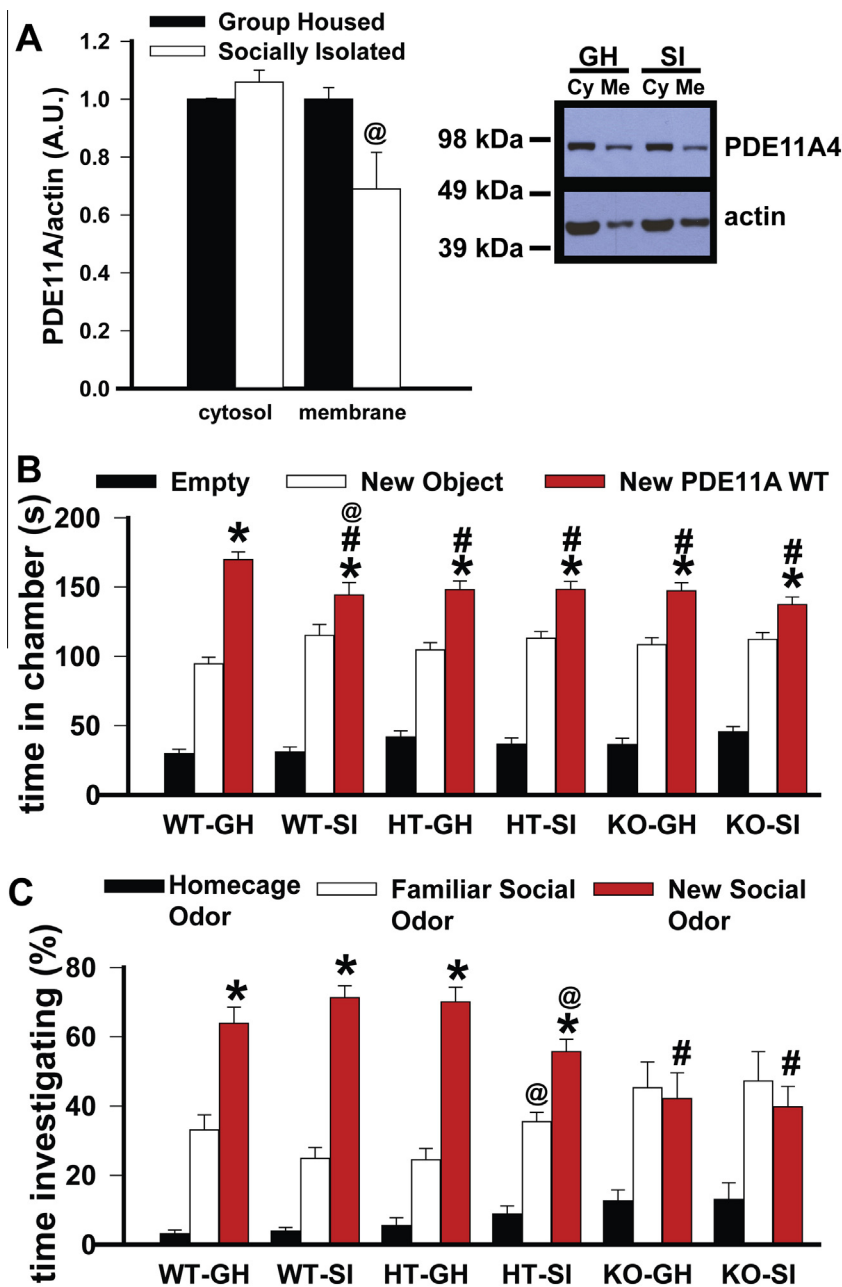 A
Group Housed
Socially Isolated
PDE11A/actin (A.U.)
1.2
1.0
0.8
0.6
0.4
0.2
0.0
@
cytosol membrane
GH SI
Cy Me Cy Me
98 kDa
49 kDa
39 kDa
PDE11A4
actin
B
Empty New Object New PDE11A WT
time in chamber (s)
200
150
100
50
0
* @ # * # * # * # * # *
WT-GH WT-SI HT-GH HT-SI KO-GH KO-SI
C
Homecage Odor
Familiar Social Odor
New Social Odor
time investigating (%)
80
60
40
20
0
* * * @ @ * # #
WT-GH WT-SI HT-GH HT-SI KO-GH KO-SI